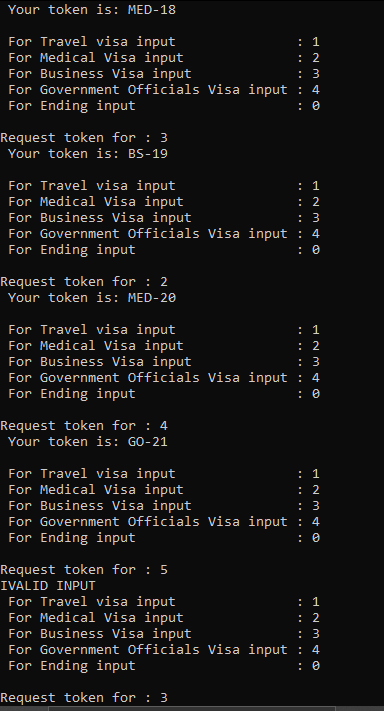 Your token is: MED-18
For Travel visa input : 1
For Medical Visa input : 2
For Business Visa input : 3
For Government Officials Visa input : 4
For Ending input : 0
Request token for : 3
Your token is: BS-19
For Travel visa input : 1
For Medical Visa input : 2
For Business Visa input : 3
For Government Officials Visa input : 4
For Ending input : 0
Request token for : 2
Your token is: MED-20
For Travel visa input : 1
For Medical Visa input : 2
For Business Visa input : 3
For Government Officials Visa input : 4
For Ending input : 0
Request token for : 4
Your token is: GO-21
For Travel visa input : 1
For Medical Visa input : 2
For Business Visa input : 3
For Government Officials Visa input : 4
For Ending input : 0
Request token for : 5
IVALID INPUT
For Travel visa input : 1
For Medical Visa input : 2
For Business Visa input : 3
For Government Officials Visa input : 4
For Ending input : 0
Request token for : 3